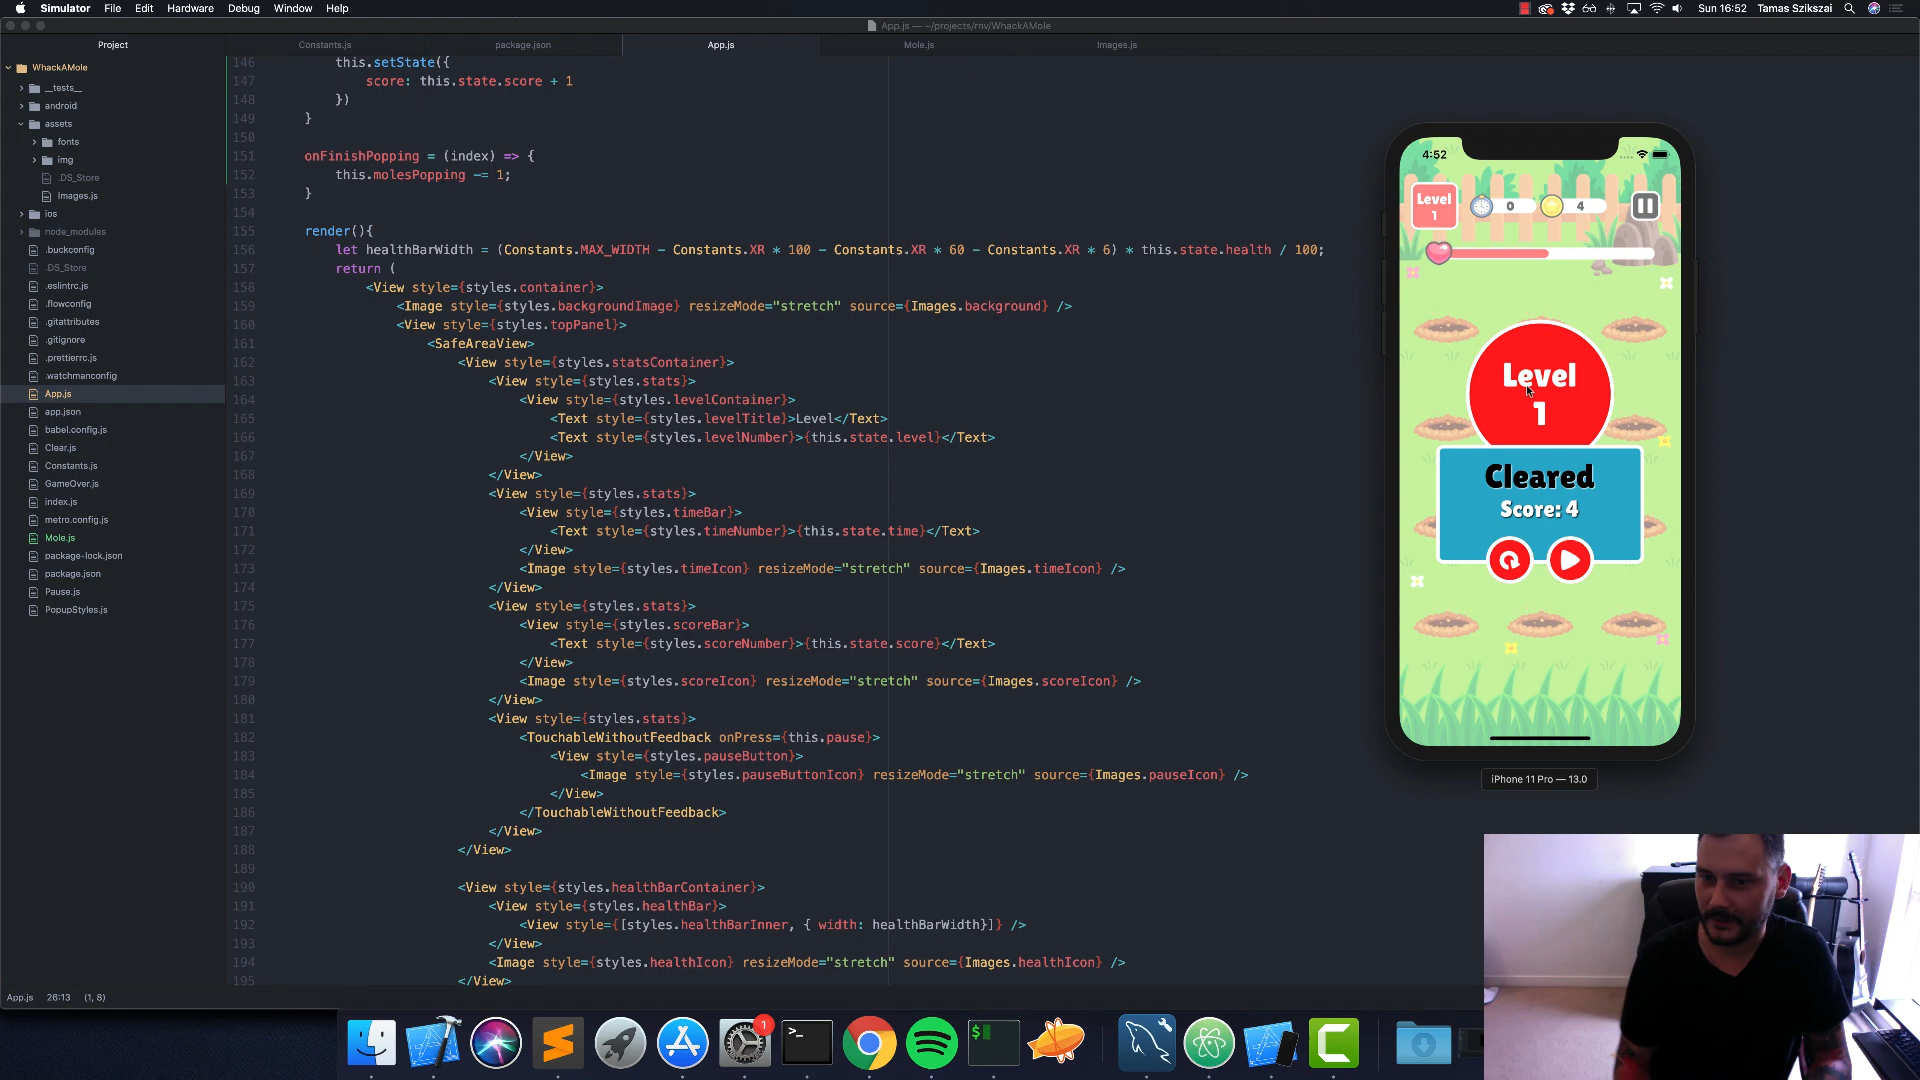 Simulator File Edit Hardware Debug Window Help
Sun 16:52 Tamas Szikszai
App.js — ~/projects/rnv/WhackAMole
Project
Constants.js package.json App.js Mole.js Images.js
WhackAMole
__tests__
android
assets
fonts
img
.DS_Store
Images.js
ios
node_modules
.buckconfig
.DS_Store
.eslintrc.js
.flowconfig
.gitattributes
.gitignore
.prettierrc.js
.watchmanconfig
App.js
app.json
babel.config.js
Clear.js
Constants.js
GameOver.js
index.js
metro.config.js
Mole.js
package-lock.json
package.json
Pause.js
PopupStyles.js
146 this.setState({
147 score: this.state.score + 1
148 })
149 }
150
151 onFinishPopping = (index) => {
152 this.molesPopping -= 1;
153 }
154
155 render(){
156 let healthBarWidth = (Constants.MAX_WIDTH - Constants.XR * 100 - Constants.XR * 60 - Constants.XR * 6) * this.state.health / 100;
157 return (
158 <View style={styles.container}>
159 <Image style={styles.backgroundImage} resizeMode="stretch" source={Images.background} />
160 <View style={styles.topPanel}>
161 <SafeAreaView>
162 <View style={styles.statsContainer}>
163 <View style={styles.stats}>
164 <View style={styles.levelContainer}>
165 <Text style={styles.levelTitle}>Level</Text>
166 <Text style={styles.levelNumber}>{this.state.level}</Text>
167 </View>
168 </View>
169 <View style={styles.stats}>
170 <View style={styles.timeBar}>
171 <Text style={styles.timeNumber}>{this.state.time}</Text>
172 </View>
173 <Image style={styles.timeIcon} resizeMode="stretch" source={Images.timeIcon} />
174 </View>
175 <View style={styles.stats}>
176 <View style={styles.scoreBar}>
177 <Text style={styles.scoreNumber}>{this.state.score}</Text>
178 </View>
179 <Image style={styles.scoreIcon} resizeMode="stretch" source={Images.scoreIcon} />
180 </View>
181 <View style={styles.stats}>
182 <TouchableWithoutFeedback onPress={this.pause}>
183 <View style={styles.pauseButton}>
184 <Image style={styles.pauseButtonIcon} resizeMode="stretch" source={Images.pauseIcon} />
185 </View>
186 </TouchableWithoutFeedback>
187 </View>
188 </View>
189
190 <View style={styles.healthBarContainer}>
191 <View style={styles.healthBar}>
192 <View style={[styles.healthBarInner, { width: healthBarWidth}]} />
193 </View>
194 <Image style={styles.healthIcon} resizeMode="stretch" source={Images.healthIcon} />
195 </View>
4:52
Level
1
0
4
Level
1
Cleared
Score: 4
iPhone 11 Pro — 13.0
App.js 26:13 (1, 8)
1
>_
$